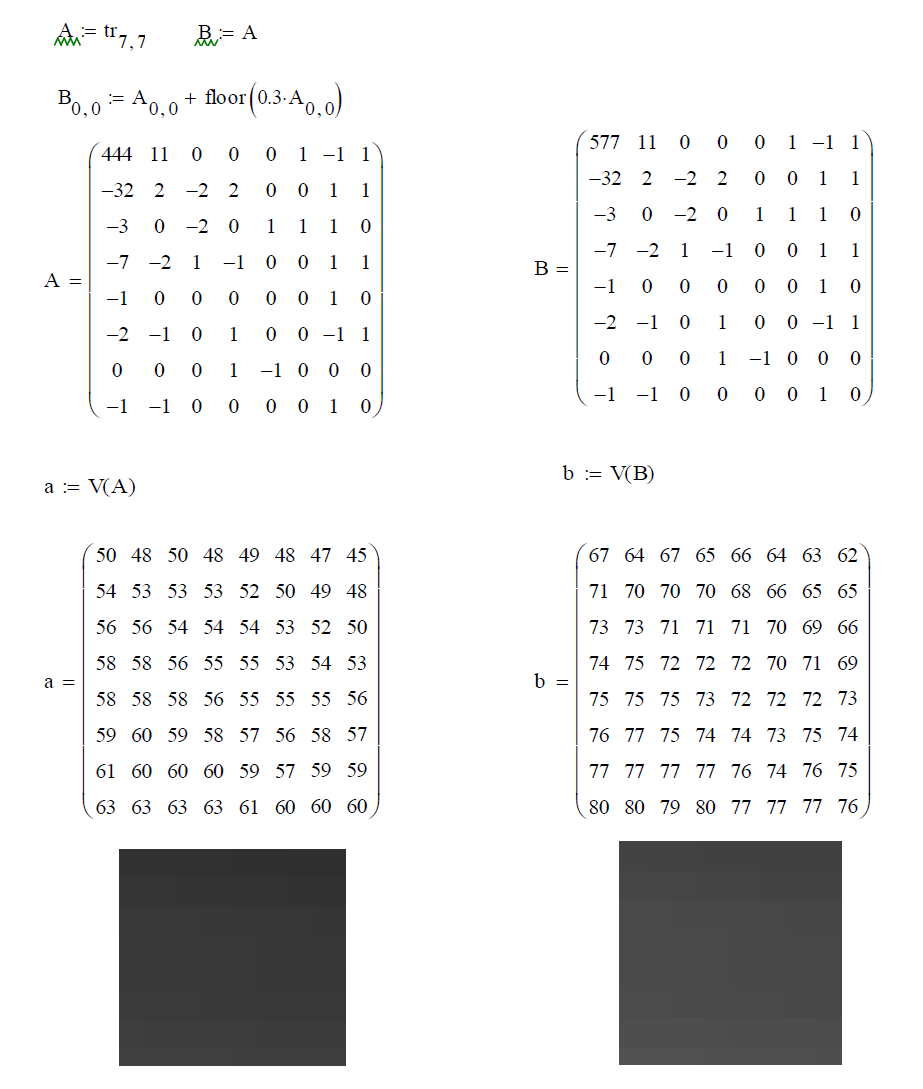 A := tr7,7 B := A
B0,0 := A0,0 + floor(0.3·A0,0)
A =
444 11 0 0 0 1 −1 1
−32 2 −2 2 0 0 1 1
−3 0 −2 0 1 1 1 0
−7 −2 1 −1 0 0 1 1
−1 0 0 0 0 0 1 0
−2 −1 0 1 0 0 −1 1
0 0 0 1 −1 0 0 0
−1 −1 0 0 0 0 1 0
B =
577 11 0 0 0 1 −1 1
−32 2 −2 2 0 0 1 1
−3 0 −2 0 1 1 1 0
−7 −2 1 −1 0 0 1 1
−1 0 0 0 0 0 1 0
−2 −1 0 1 0 0 −1 1
0 0 0 1 −1 0 0 0
−1 −1 0 0 0 0 1 0
a := V(A)
b := V(B)
a =
50 48 50 48 49 48 47 45
54 53 53 53 52 50 49 48
56 56 54 54 54 53 52 50
58 58 56 55 55 53 54 53
58 58 58 56 55 55 55 56
59 60 59 58 57 56 58 57
61 60 60 60 59 57 59 59
63 63 63 63 61 60 60 60
b =
67 64 67 65 66 64 63 62
71 70 70 70 68 66 65 65
73 73 71 71 71 70 69 66
74 75 72 72 72 70 71 69
75 75 75 73 72 72 72 73
76 77 75 74 74 73 75 74
77 77 77 77 76 74 76 75
80 80 79 80 77 77 77 76